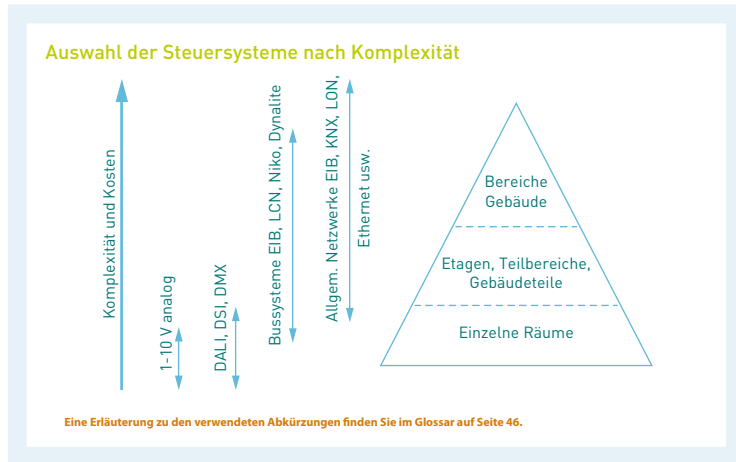 Auswahl der Steuersysteme nach Komplexität
Komplexität und Kosten
1-10 V analog
DALI, DSI, DMX
Bussysteme EIB, LCN, Niko, Dynalite
Allgem. Netzwerke EIB, KNX, LON,
Ethernet usw.
Bereiche
Gebäude
Etagen, Teilbereiche,
Gebäudeteile
Einzelne Räume
Eine Erläuterung zu den verwendeten Abkürzungen finden Sie im Glossar auf Seite 46.